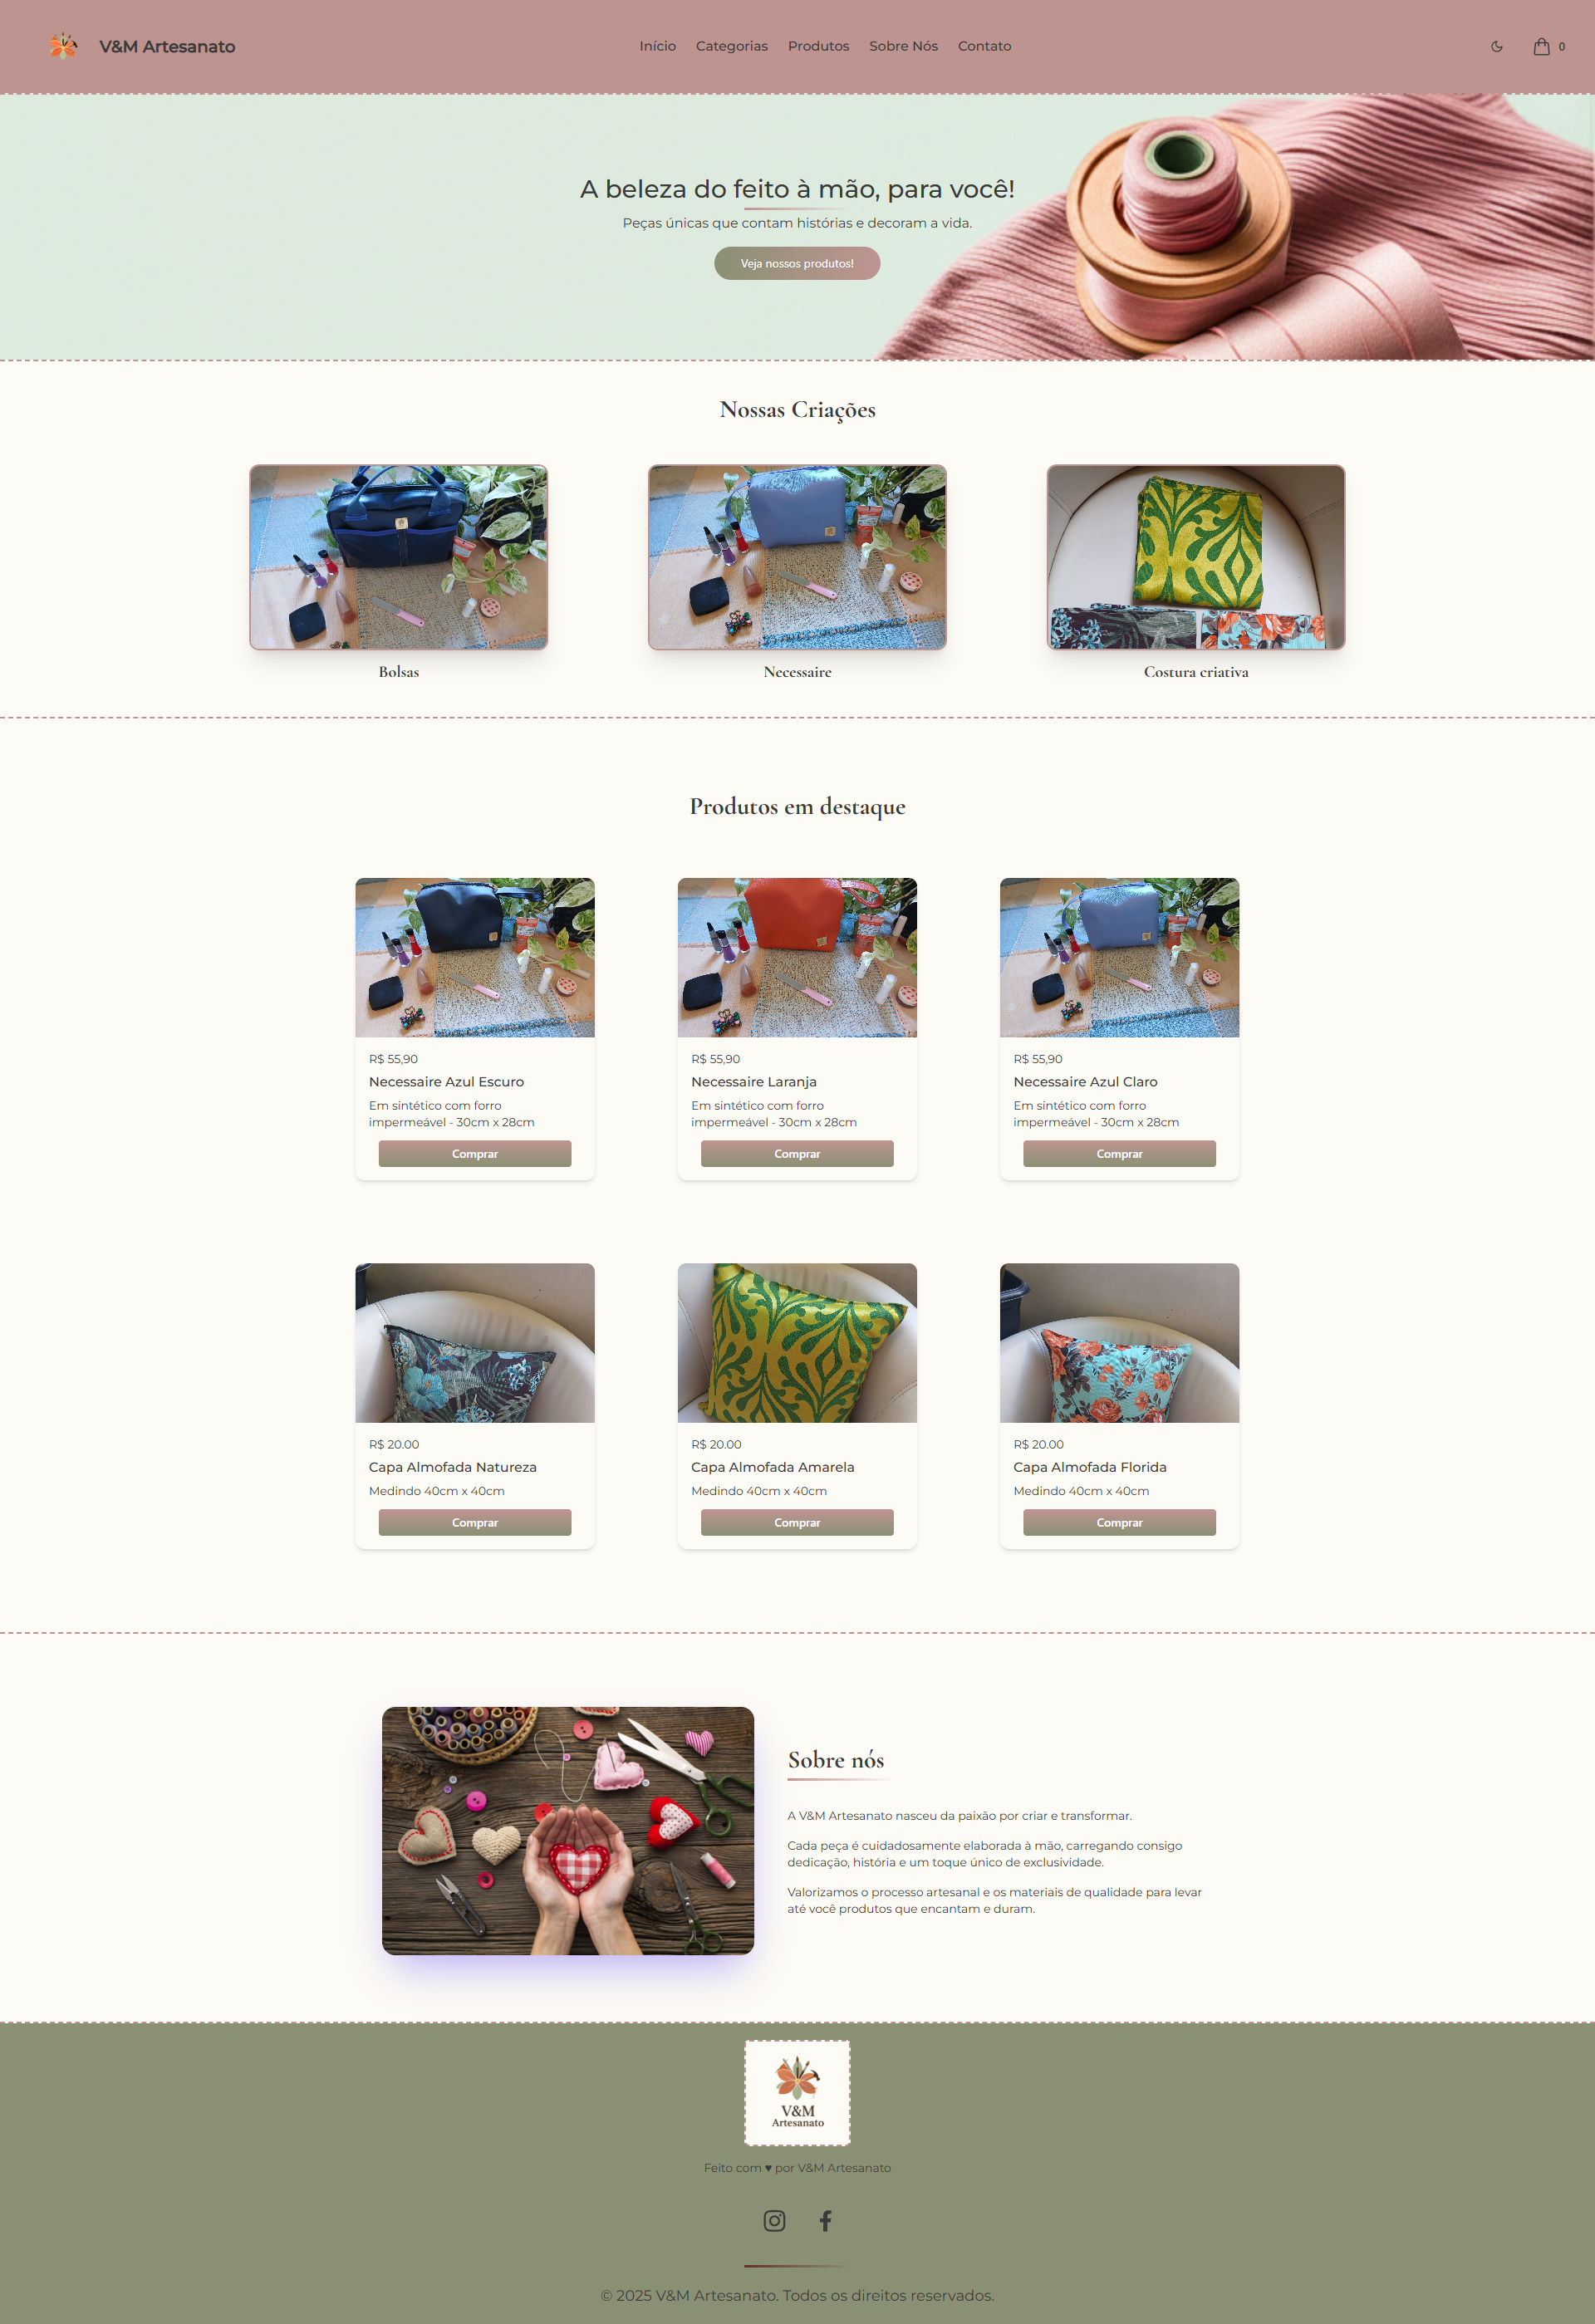 V&M Artesanato
Início Categorias Produtos Sobre Nós Contato
0
A beleza do feito à mão, para você!
Peças únicas que contam histórias e decoram a vida.
Veja nossos produtos!
Nossas Criações
Bolsas
Necessaire
Costura criativa
Produtos em destaque
R$ 55,90
Necessaire Azul Escuro
Em sintético com forro
impermeável - 30cm x 28cm
Comprar
R$ 55,90
Necessaire Laranja
Em sintético com forro
impermeável - 30cm x 28cm
Comprar
R$ 55,90
Necessaire Azul Claro
Em sintético com forro
impermeável - 30cm x 28cm
Comprar
R$ 20.00
Capa Almofada Natureza
Medindo 40cm x 40cm
Comprar
R$ 20.00
Capa Almofada Amarela
Medindo 40cm x 40cm
Comprar
R$ 20.00
Capa Almofada Florida
Medindo 40cm x 40cm
Comprar
Sobre nós
A V&M Artesanato nasceu da paixão por criar e transformar.
Cada peça é cuidadosamente elaborada à mão, carregando consigo
dedicação, história e um toque único de exclusividade.
Valorizamos o processo artesanal e os materiais de qualidade para levar
até você produtos que encantam e duram.
V&M
Artesanato
Feito com ♥ por V&M Artesanato
© 2025 V&M Artesanato. Todos os direitos reservados.